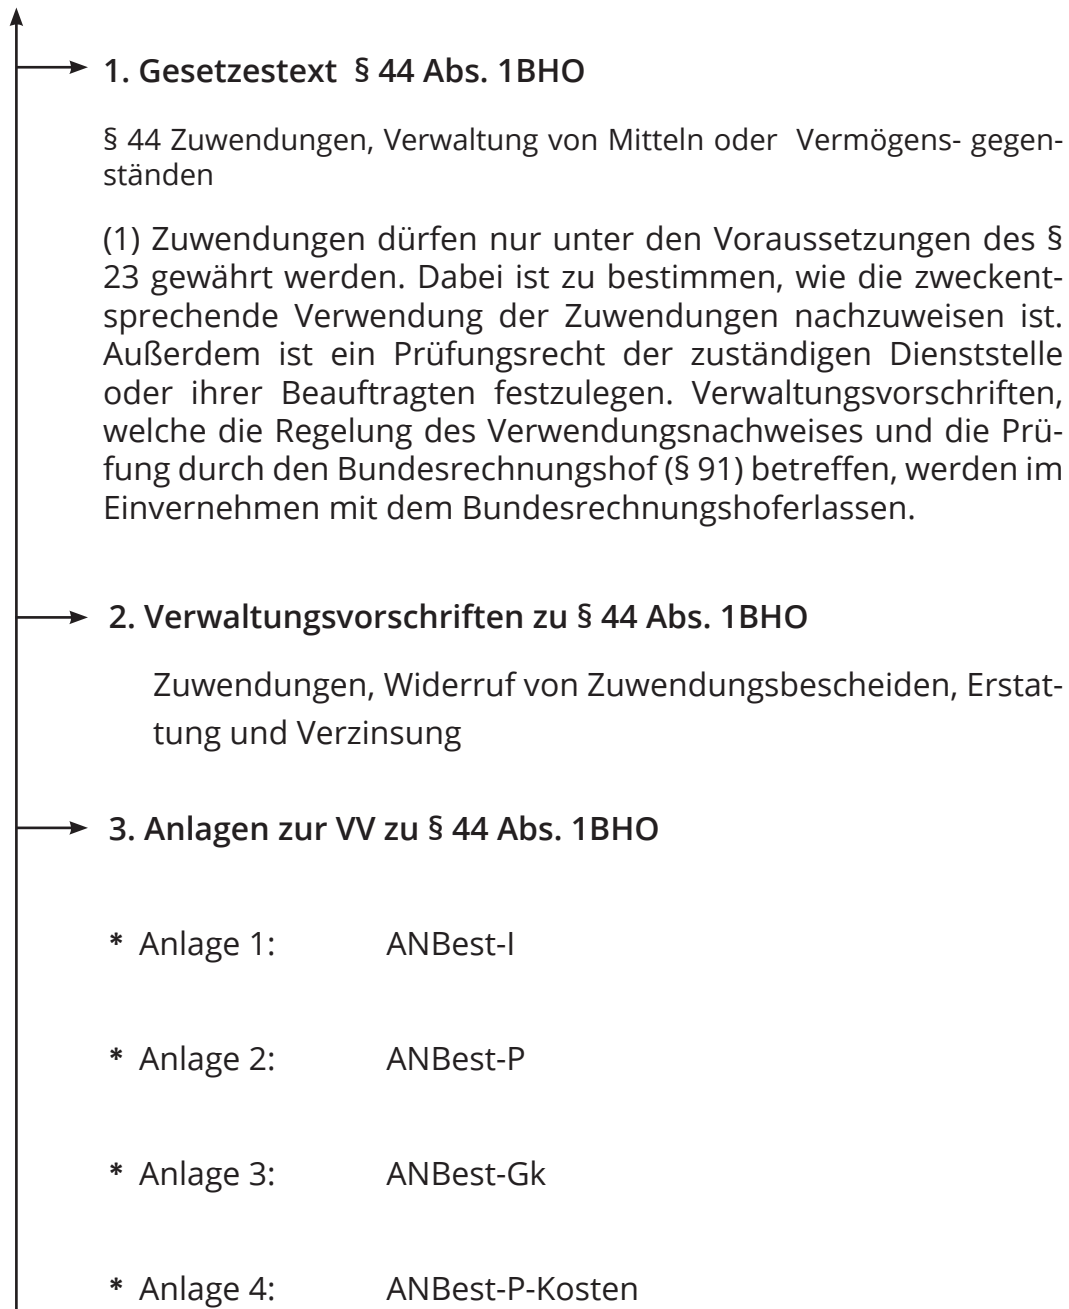 1. Gesetzestext § 44 Abs. 1BHO
§ 44 Zuwendungen, Verwaltung von Mitteln oder Vermögens- gegen-
ständen
(1) Zuwendungen dürfen nur unter den Voraussetzungen des §
23 gewährt werden. Dabei ist zu bestimmen, wie die zweckent-
sprechende Verwendung der Zuwendungen nachzuweisen ist.
Außerdem ist ein Prüfungsrecht der zuständigen Dienststelle
oder ihrer Beauftragten festzulegen. Verwaltungsvorschriften,
welche die Regelung des Verwendungsnachweises und die Prü-
fung durch den Bundesrechnungshof (§ 91) betreffen, werden im
Einvernehmen mit dem Bundesrechnungshoferlassen.
2. Verwaltungsvorschriften zu § 44 Abs. 1BHO
Zuwendungen, Widerruf von Zuwendungsbescheiden, Erstat-
tung und Verzinsung
3. Anlagen zur VV zu § 44 Abs. 1BHO
* Anlage 1: ANBest-I
* Anlage 2: ANBest-P
* Anlage 3: ANBest-Gk
* Anlage 4: ANBest-P-Kosten